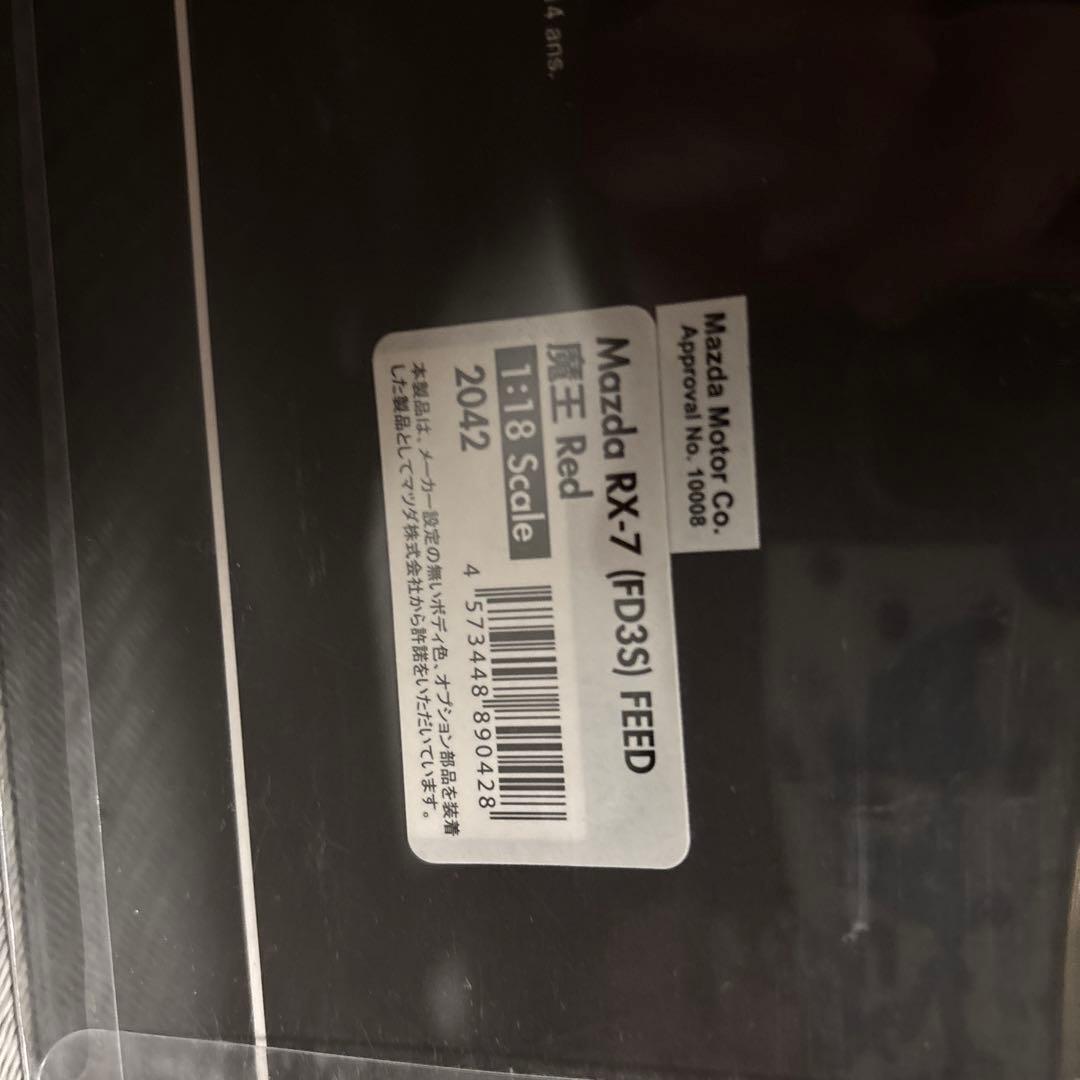 14 ans.
Mazda Motor Co.
Approval No. 10008
Mazda RX-7 (FD3S) FEED
魔王 Red
1:18 Scale
2042
4 573448 890428
本製品は、メーカー設定の無いボディ色、オプション部品を装着
した製品としてマツダ株式会社から許諾をいただいています。